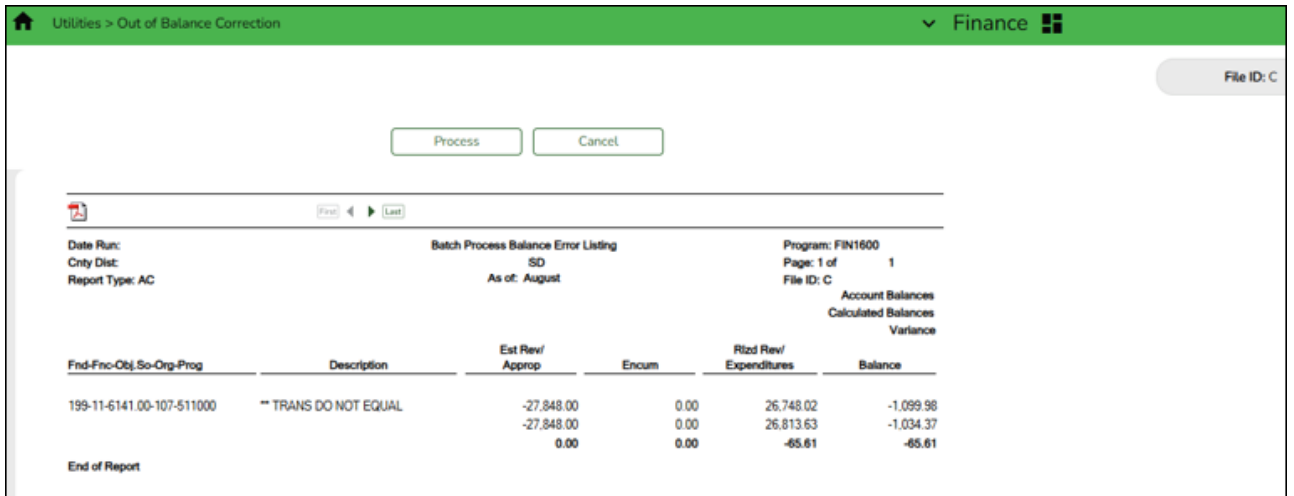 Utilities > Out of Balance Correction Finance
File ID: C
Process Cancel
First Last
Date Run: Batch Process Balance Error Listing Program: FIN1600
Cnty Dist: SD Page: 1 of 1
Report Type: AC As of: August File ID: C
Account Balances
Calculated Balances
Variance
Est Rev/ Rlzd Rev/
Fnd-Fnc-Obj.So-Org-Prog Description Approp Encum Expenditures Balance
199-11-6141.00-107-511000 ** TRANS DO NOT EQUAL -27,848.00 0.00 26,748.02 -1,099.98
-27,848.00 0.00 26,813.63 -1,034.37
0.00 0.00 -65.61 -65.61
End of Report